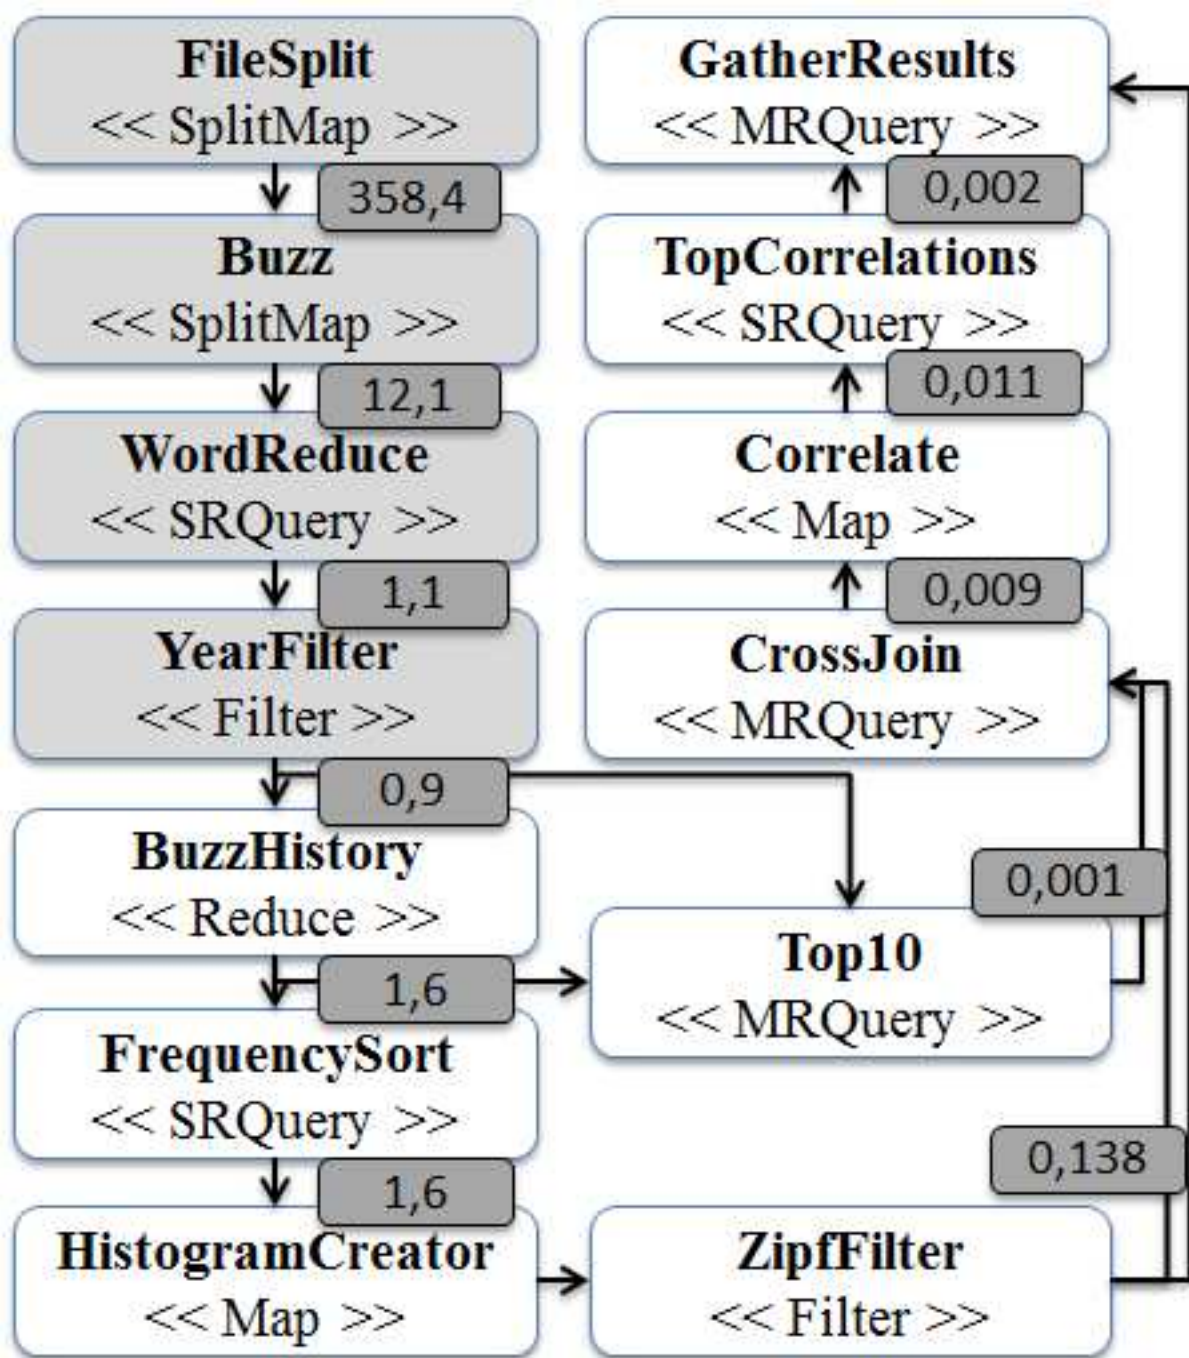 FileSplit
<< SplitMap >>
358,4
Buzz
<< SplitMap >>
12,1
WordReduce
<< SRQuery >>
1,1
YearFilter
<< Filter >>
0,9
BuzzHistory
<< Reduce >>
1,6
FrequencySort
<< SRQuery >>
1,6
HistogramCreator
<< Map >>
GatherResults
<< MRQuery >>
0,002
TopCorrelations
<< SRQuery >>
0,011
Correlate
<< Map >>
0,009
CrossJoin
<< MRQuery >>
0,001
Top10
<< MRQuery >>
0,138
ZipfFilter
<< Filter >>